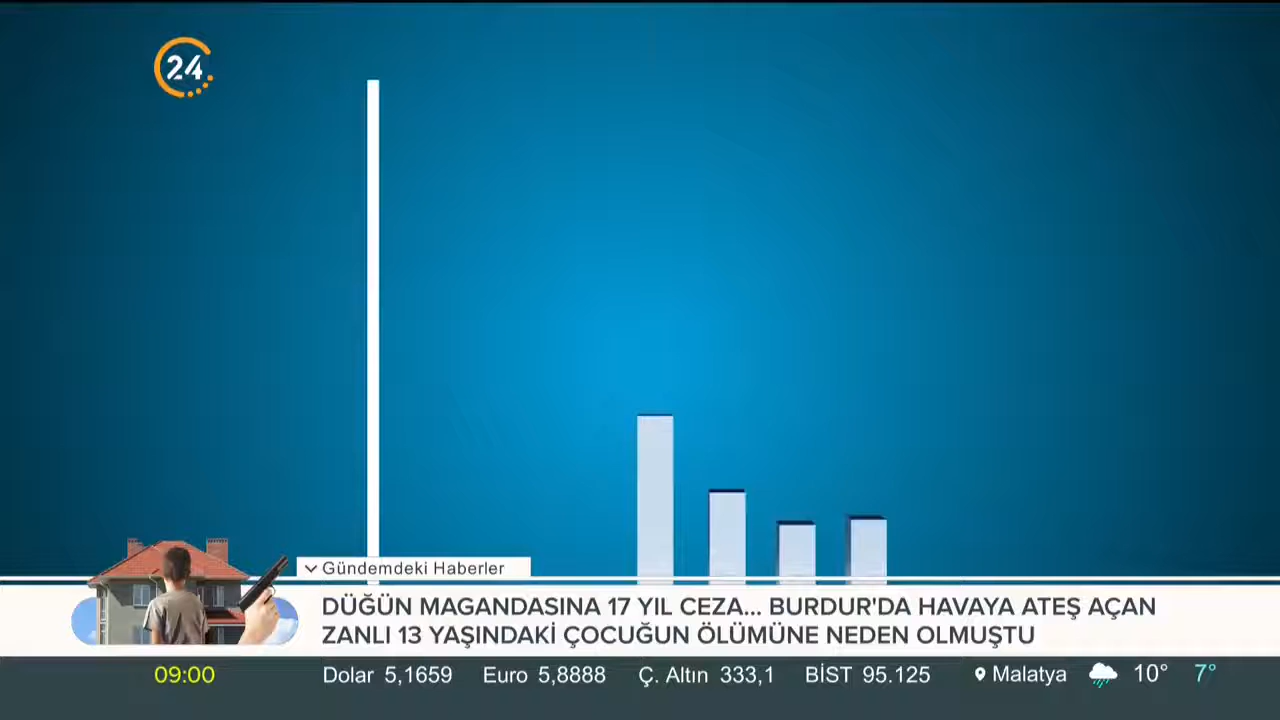 24
Gündemdeki Haberler
DÜĞÜN MAGANDASINA 17 YIL CEZA... BURDUR'DA HAVAYA ATEŞ AÇAN
ZANLI 13 YAŞINDAKİ ÇOCUĞUN ÖLÜMÜNE NEDEN OLMUŞTU
09:00 Dolar 5,1659 Euro 5,8888 Ç. Altın 333,1 BİST 95.125 Malatya 10° 7°